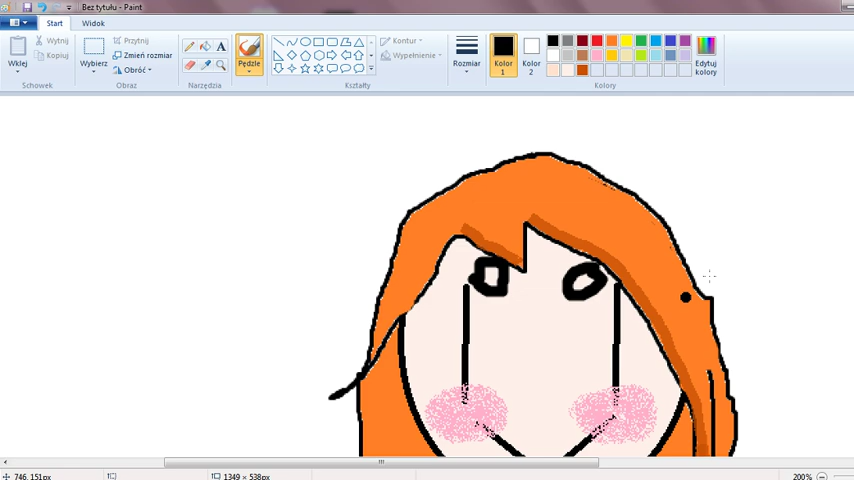 Bez tytułu - Paint
Start Widok
Wklej
Wytnij
Kopiuj
Schowek
Wybierz
Przytnij
Zmień rozmiar
Obróć
Obraz
A
Narzędzia
Pędzle
Kontur
Wypełnienie
Kształty
Rozmiar
Kolor
1
Kolor
2
Edytuj
kolory
Kolory
746, 151px
1349 × 538px
200%